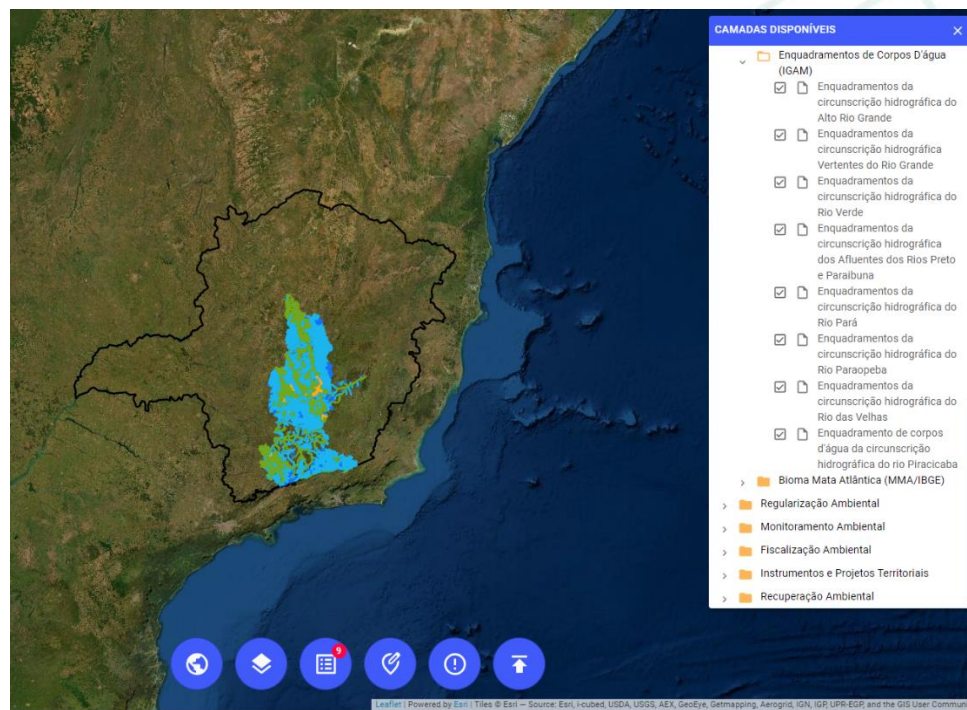 CAMADAS DISPONÍVEIS
Enquadramentos de Corpos D'água
(IGAM)
Enquadramentos da
circunscrição hidrográfica do
Alto Rio Grande
Enquadramentos da
circunscrição hidrográfica
Vertentes do Rio Grande
Enquadramentos da
circunscrição hidrográfica do
Rio Verde
Enquadramentos da
circunscrição hidrográfica
dos Afluentes dos Rios Preto
e Paraibuna
Enquadramentos da
circunscrição hidrográfica do
Rio Pará
Enquadramentos da
circunscrição hidrográfica do
Rio Paraopeba
Enquadramentos da
circunscrição hidrográfica do
Rio das Velhas
Enquadramento de corpos
d'água da circunscrição
hidrográfica do rio Piracicaba
Bioma Mata Atlântica (MMA/IBGE)
Regularização Ambiental
Monitoramento Ambiental
Fiscalização Ambiental
Instrumentos e Projetos Territoriais
Recuperação Ambiental
9
Leaflet | Powered by Esri | Tiles © Esri — Source: Esri, i-cubed, USDA, USGS, AEX, GeoEye, Getmapping, Aerogrid, IGN, IGP, UPR-EGP, and the GIS User Commun